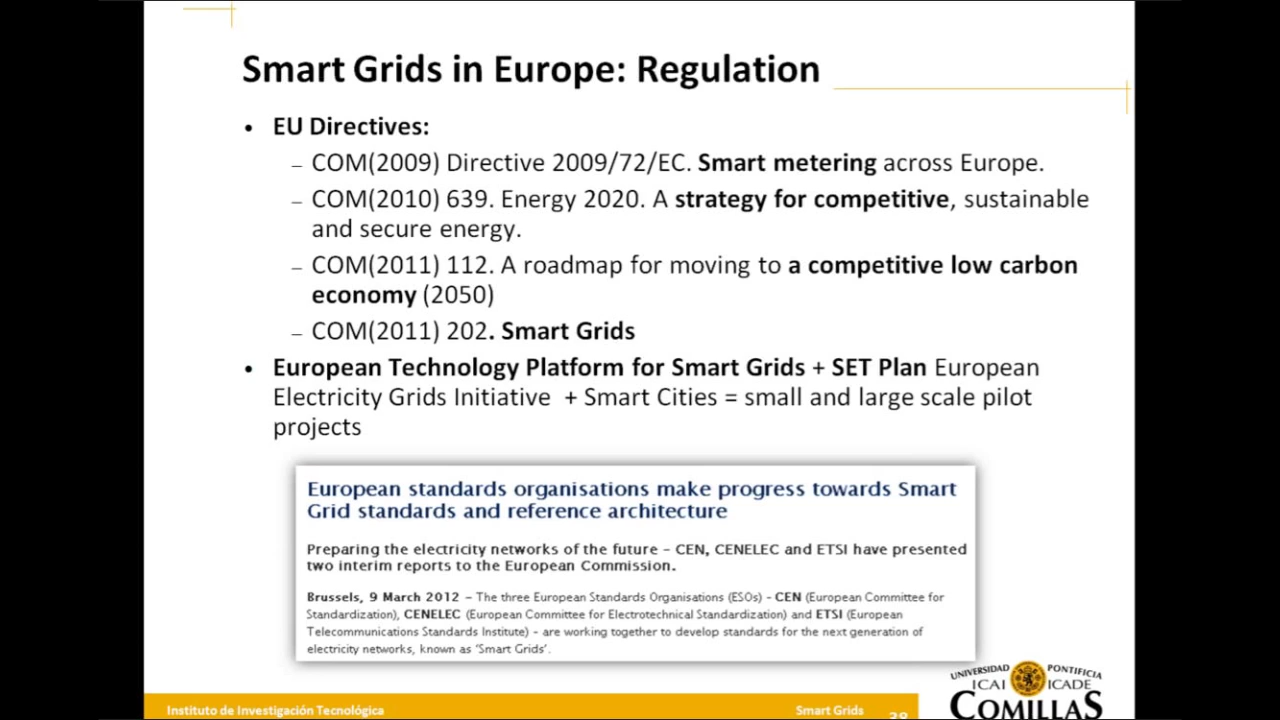 Smart Grids in Europe: Regulation
• EU Directives:
– COM(2009) Directive 2009/72/EC. Smart metering across Europe.
– COM(2010) 639. Energy 2020. A strategy for competitive, sustainable
and secure energy.
– COM(2011) 112. A roadmap for moving to a competitive low carbon
economy (2050)
– COM(2011) 202. Smart Grids
• European Technology Platform for Smart Grids + SET Plan European
Electricity Grids Initiative + Smart Cities = small and large scale pilot
projects
European standards organisations make progress towards Smart
Grid standards and reference architecture
Preparing the electricity networks of the future – CEN, CENELEC and ETSI have presented
two interim reports to the European Commission.
Brussels, 9 March 2012 – The three European Standards Organisations (ESOs) - CEN (European Committee for
Standardization), CENELEC (European Committee for Electrotechnical Standardization) and ETSI (European
Telecommunications Standards Institute) – are working together to develop standards for the next generation of
electricity networks, known as ‘Smart Grids’.
Instituto de Investigación Tecnológica
Smart Grids
38
UNIVERSIDAD PONTIFICIA
ICAI ICADE
COMILLAS